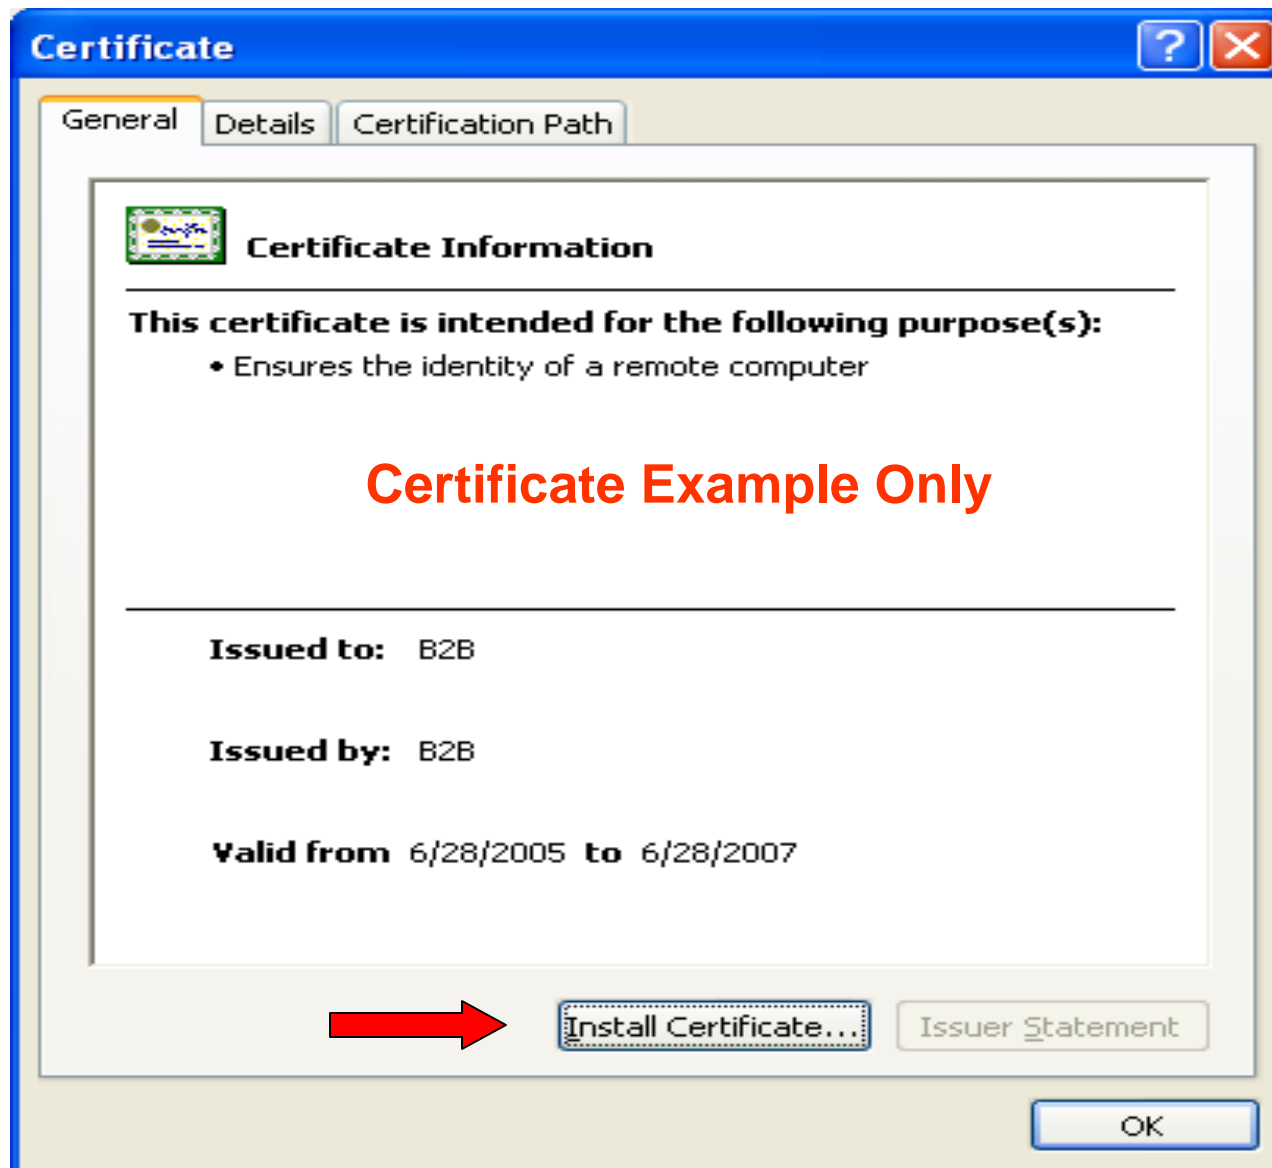 Certificate
General Details Certification Path
Certificate Information
This certificate is intended for the following purpose(s):
• Ensures the identity of a remote computer
Certificate Example Only
Issued to: B2B
Issued by: B2B
Valid from 6/28/2005 to 6/28/2007
Install Certificate... Issuer Statement
OK